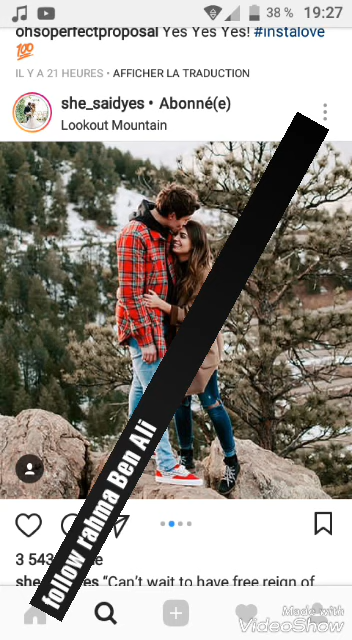 38 % 19:27
ohsoperfectproposal Yes Yes Yes! #instalove
💯
IL Y A 21 HEURES • AFFICHER LA TRADUCTION
she_saidyes • Abonné(e)
Lookout Mountain
follow rahma Ben Ali
3 543
"Can't wait to have free reign of
Made with
VideoShow